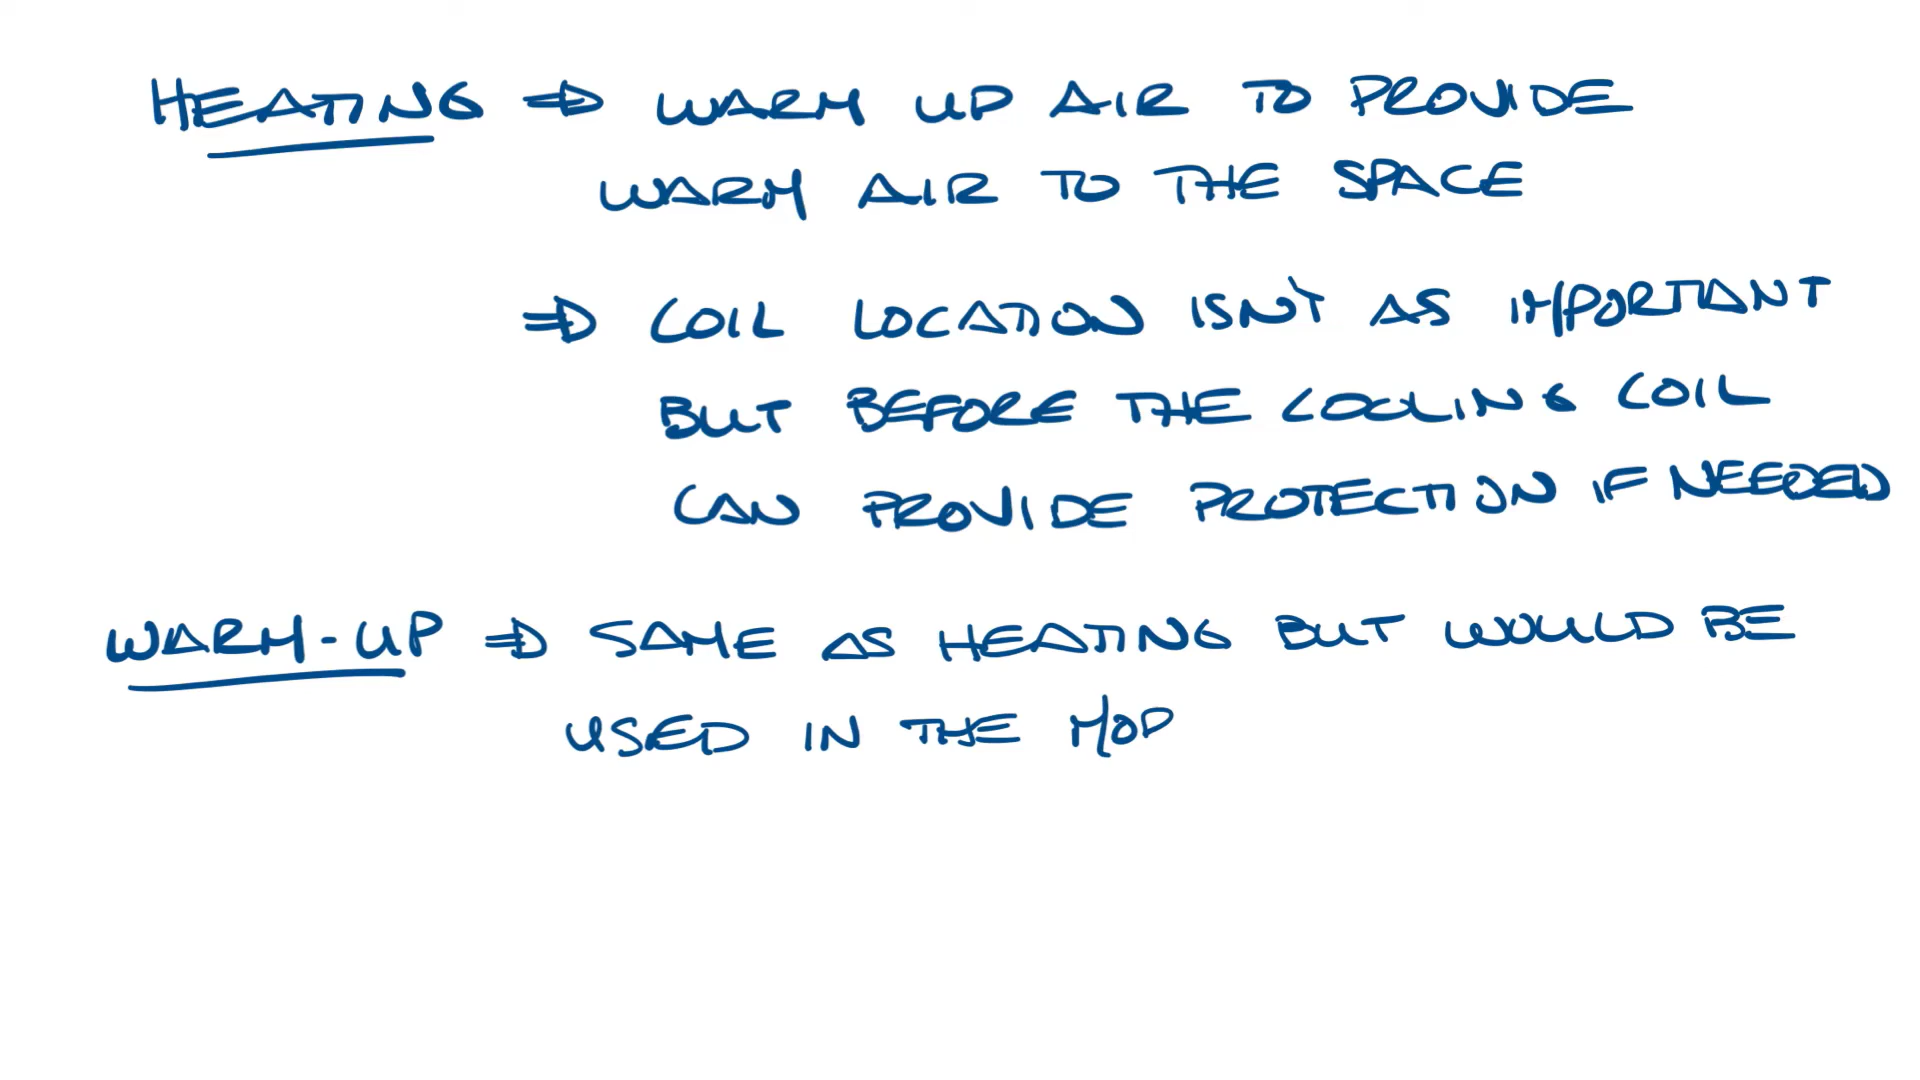 HEATING ⇒ WARM UP AIR TO PROVIDE
WARM AIR TO THE SPACE
⇒ COIL LOCATION ISN'T AS IMPORTANT
BUT BEFORE THE COOLING COIL
CAN PROVIDE PROTECTION IF NEEDED
WARM-UP ⇒ SAME AS HEATING BUT WOULD BE
USED IN THE MOP